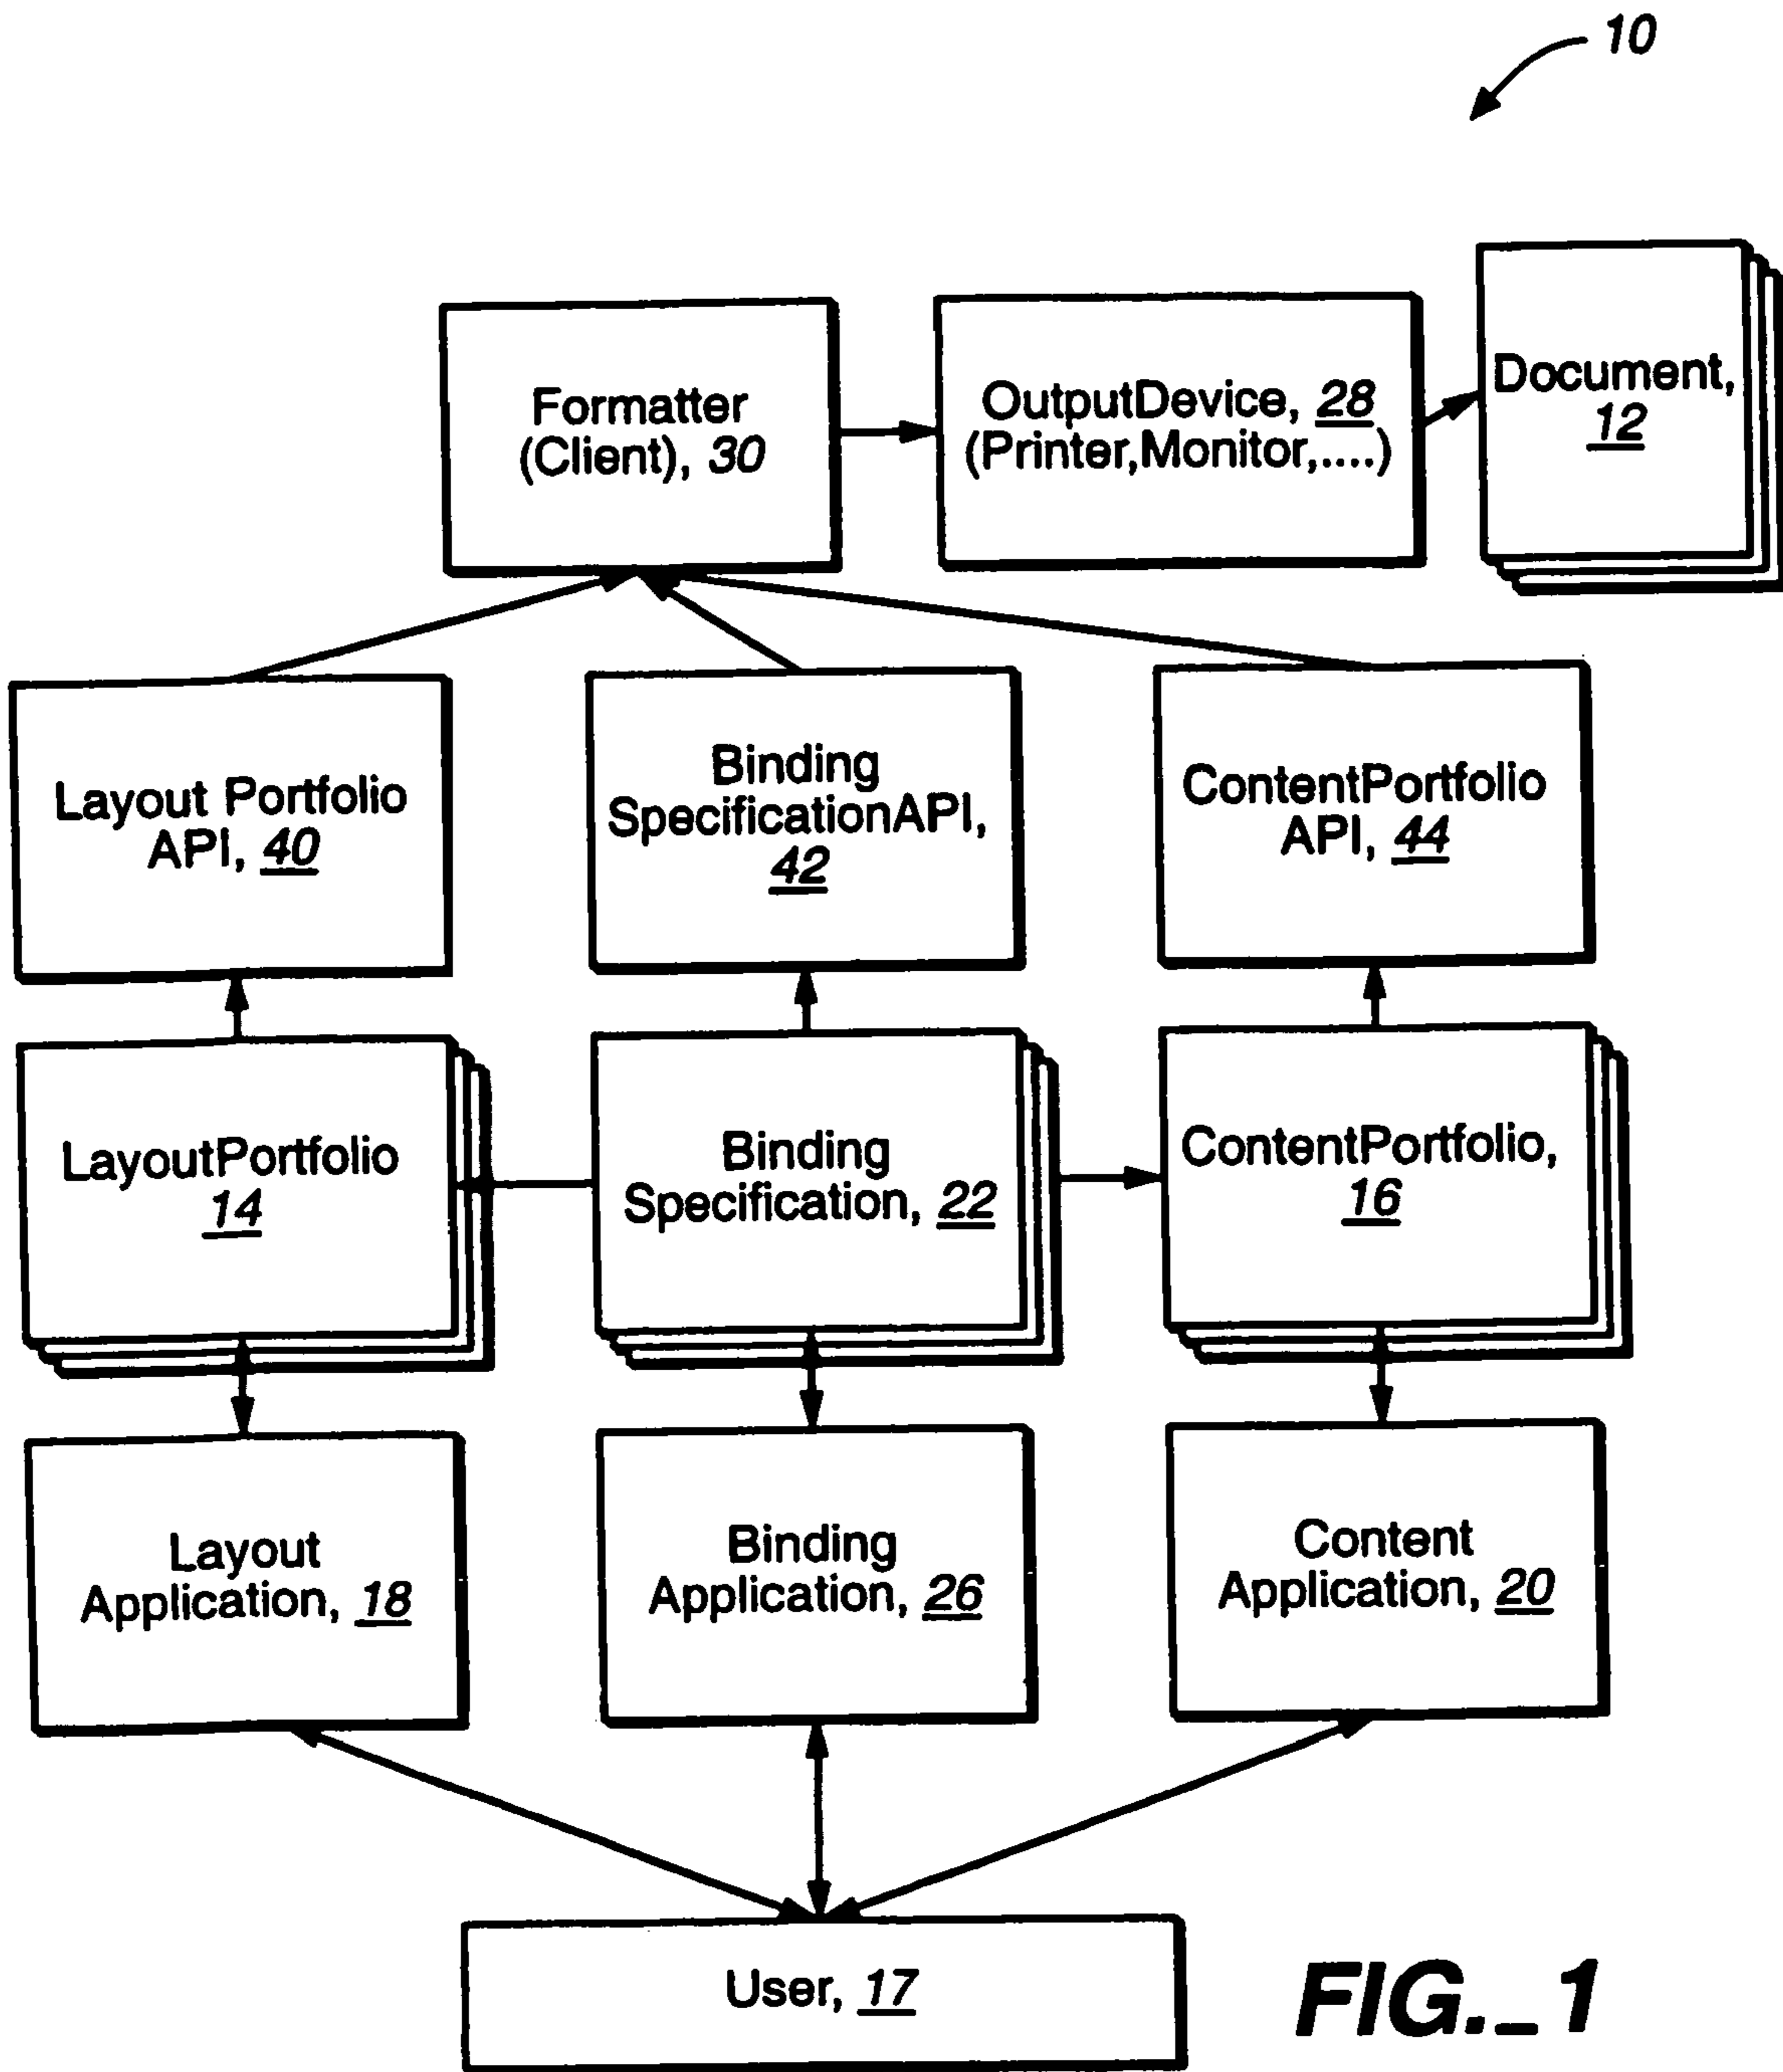 10
Formatter
(Client), 30
OutputDevice, 28
(Printer,Monitor,....)
Document,
12
Layout Portfolio
API, 40
Binding
SpecificationAPI,
42
ContentPortfolio
API, 44
LayoutPortfolio
14
Binding
Specification, 22
ContentPortfolio,
16
Layout
Application, 18
Binding
Application, 26
Content
Application, 20
User, 17
FIG._1